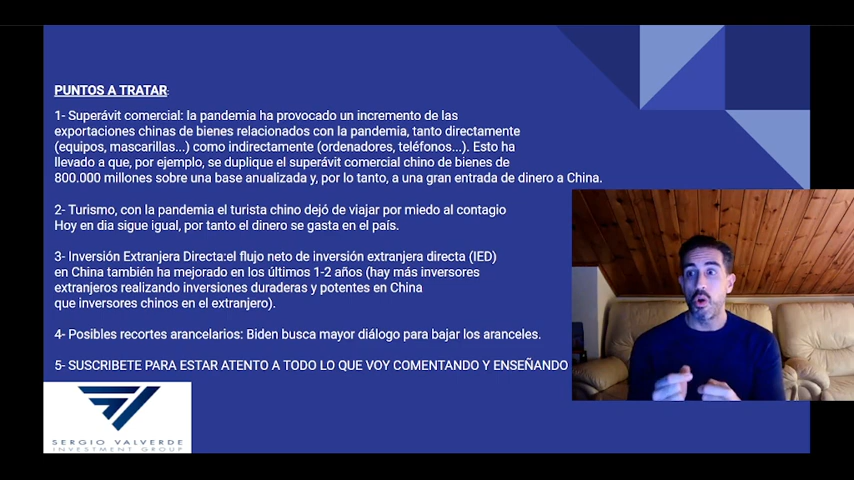 PUNTOS A TRATAR:
1- Superávit comercial: la pandemia ha provocado un incremento de las
exportaciones chinas de bienes relacionados con la pandemia, tanto directamente
(equipos, mascarillas...) como indirectamente (ordenadores, teléfonos...). Esto ha
llevado a que, por ejemplo, se duplique el superávit comercial chino de bienes de
800.000 millones sobre una base anualizada y, por lo tanto, a una gran entrada de dinero a China.
2- Turismo, con la pandemia el turista chino dejó de viajar por miedo al contagio
Hoy en dia sigue igual, por tanto el dinero se gasta en el país.
3- Inversión Extranjera Directa:el flujo neto de inversión extranjera directa (IED)
en China también ha mejorado en los últimos 1-2 años (hay más inversores
extranjeros realizando inversiones duraderas y potentes en China
que inversores chinos en el extranjero).
4- Posibles recortes arancelarios: Biden busca mayor diálogo para bajar los aranceles.
5- SUSCRIBETE PARA ESTAR ATENTO A TODO LO QUE VOY COMENTANDO Y ENSEÑANDO
SERGIO VALVERDE
INVESTMENT GROUP